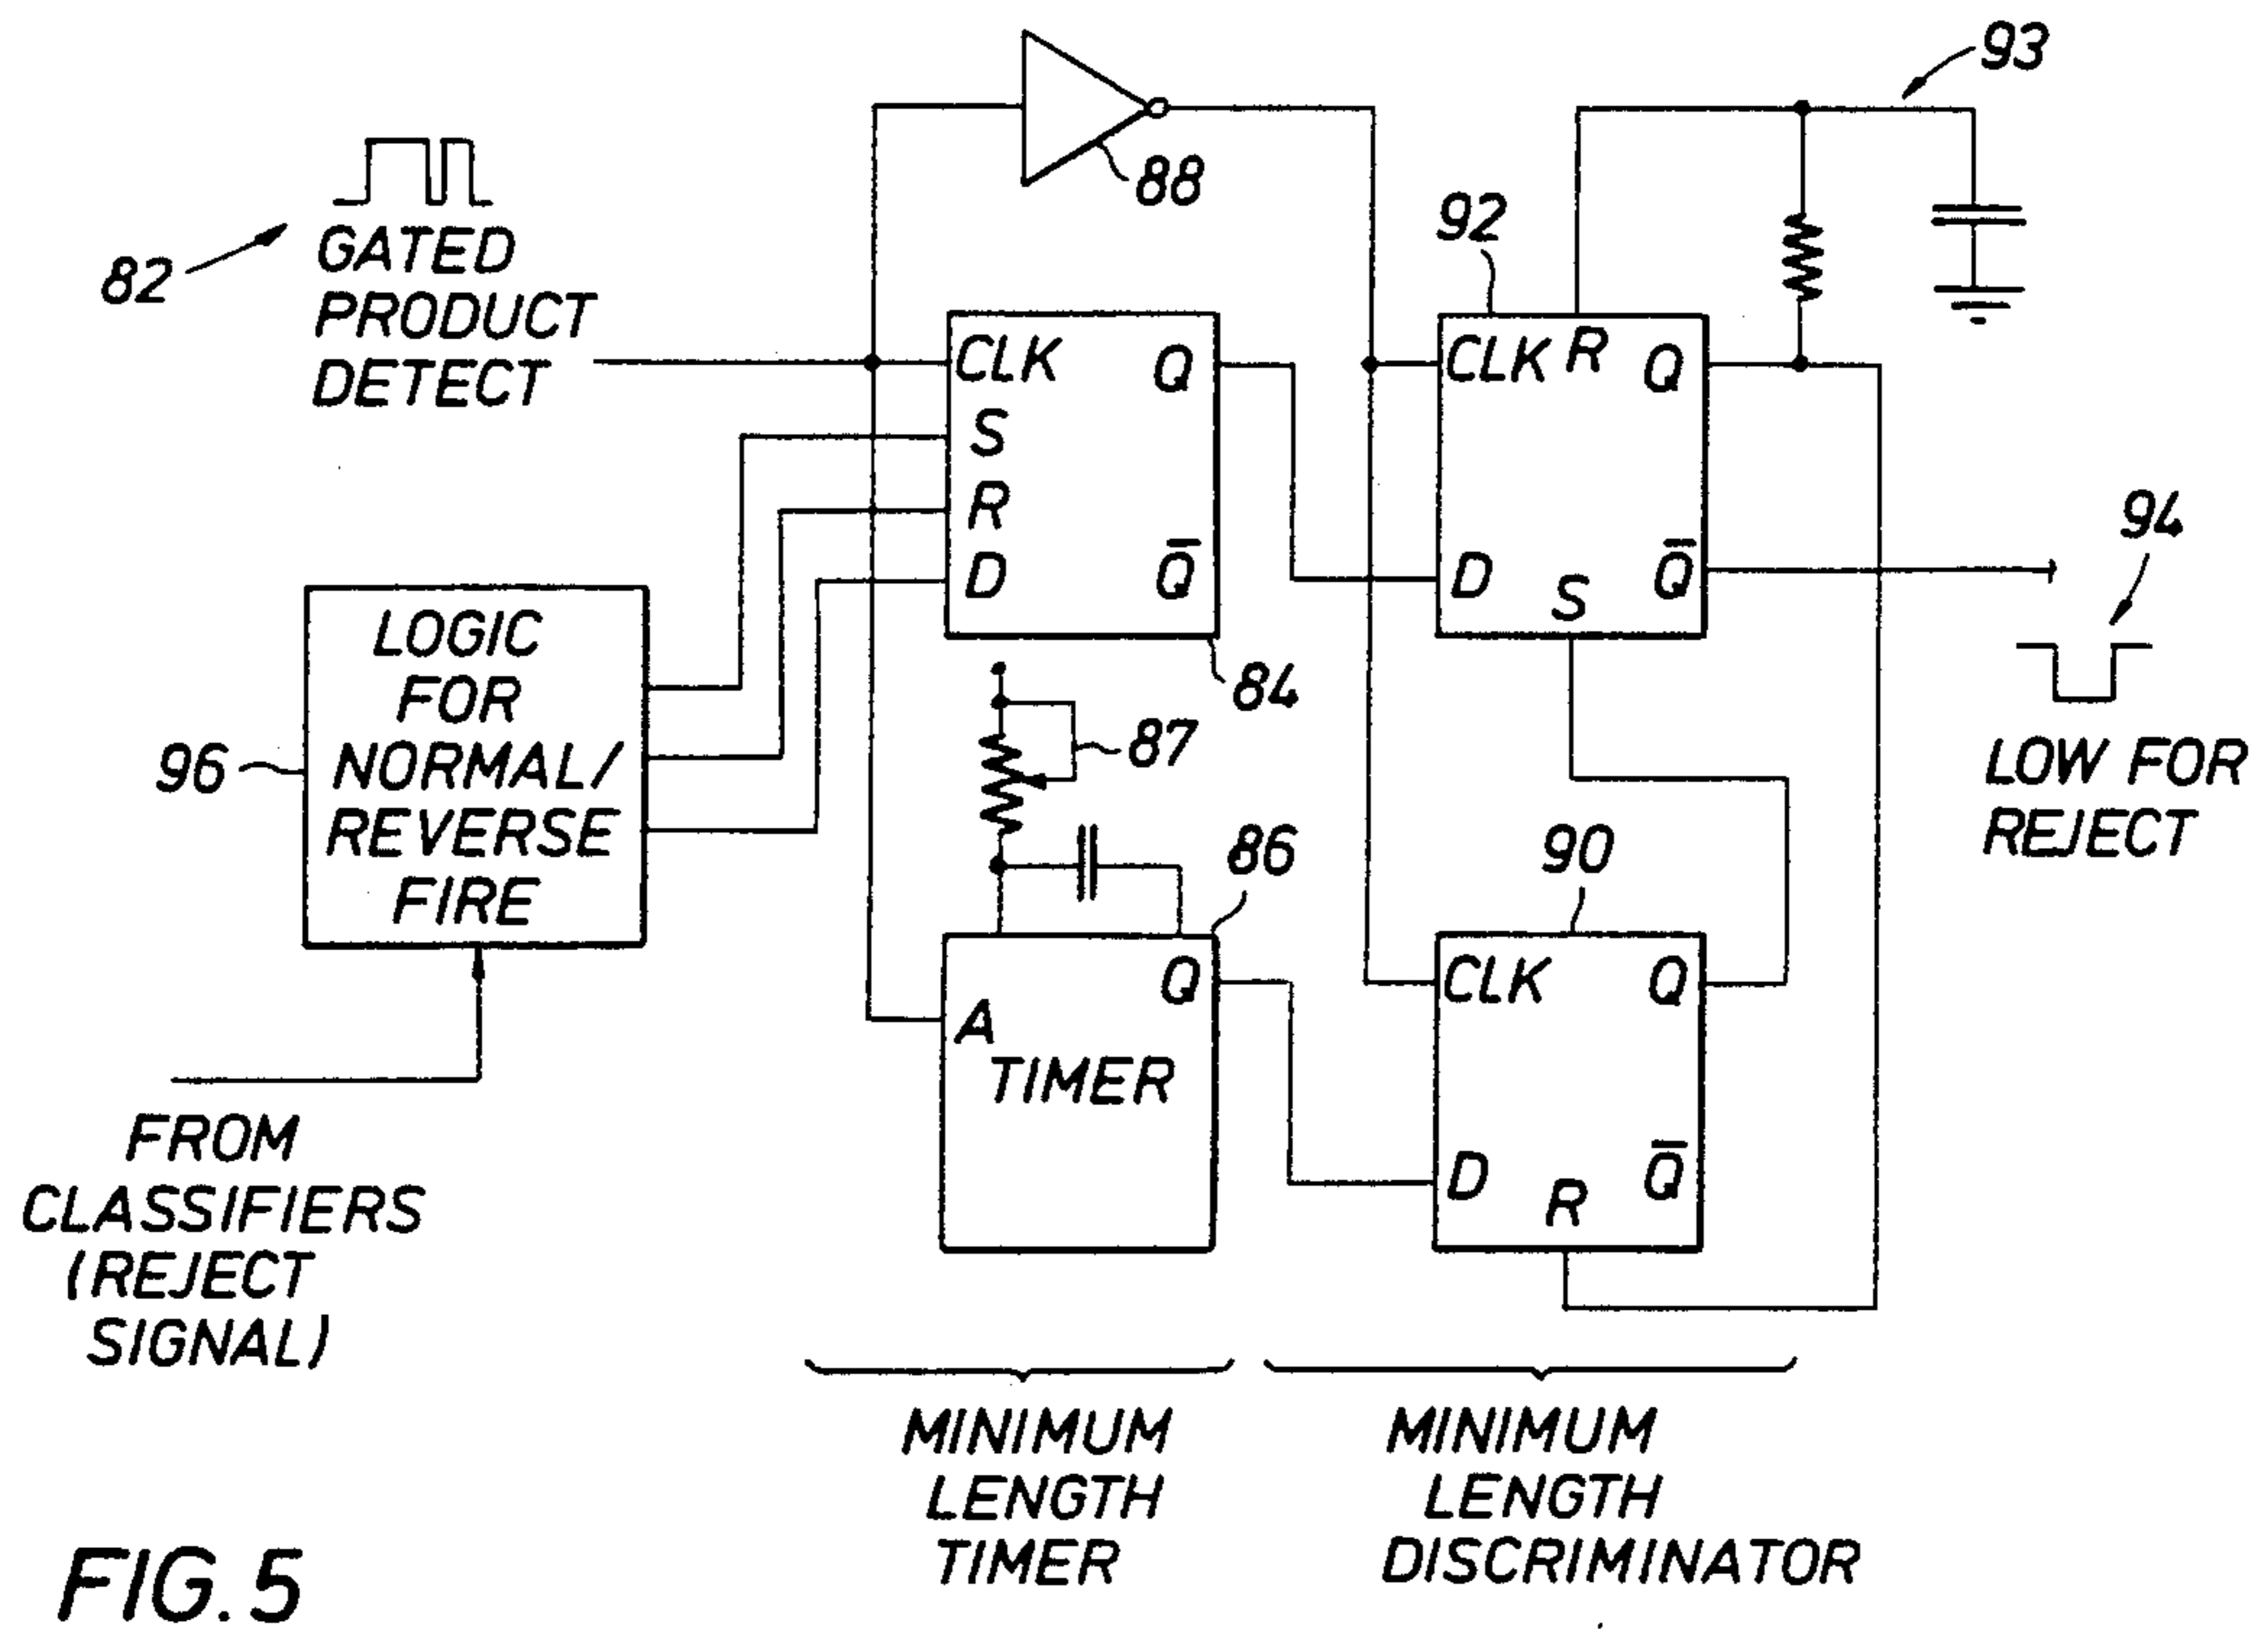 93
88
92
82
GATED
PRODUCT
DETECT
CLK
S
R
D
Q
Q̅
84
CLK R
Q
D
S
Q̅
94
LOW FOR
REJECT
96
LOGIC
FOR
NORMAL/
REVERSE
FIRE
87
86
A
Q
TIMER
90
CLK
Q
D
R
Q̅
FROM
CLASSIFIERS
(REJECT
SIGNAL)
MINIMUM
LENGTH
TIMER
MINIMUM
LENGTH
DISCRIMINATOR
FIG. 5